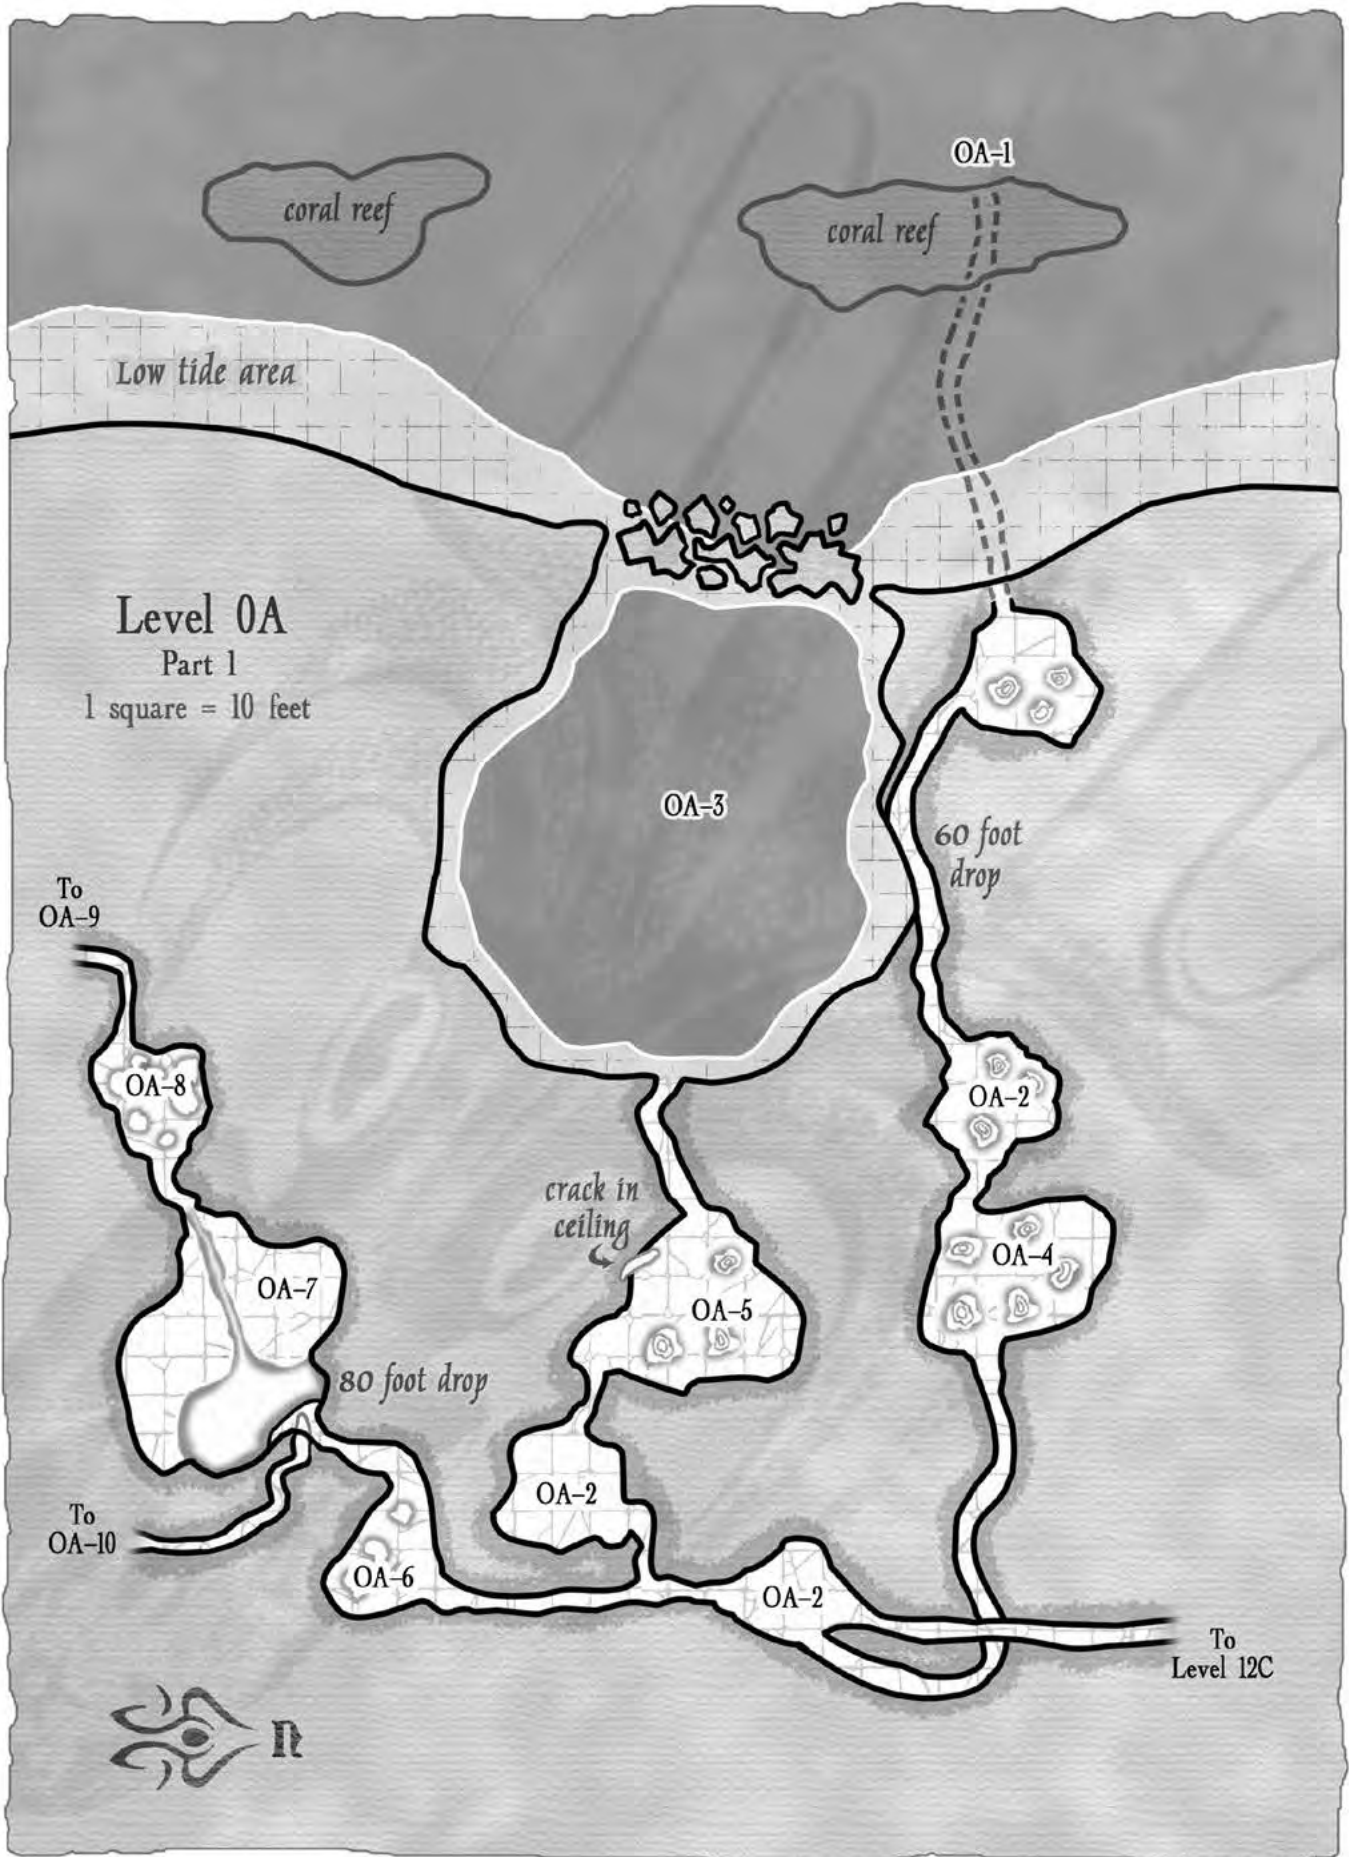 OA-1
coral reef
coral reef
Low tide area
Level 0A
Part 1
1 square = 10 feet
OA-3
60 foot
drop
To
OA-9
OA-8
OA-2
crack in
ceiling
OA-4
OA-7
OA-5
80 foot drop
OA-2
To
OA-10
OA-6
OA-2
To
Level 12C
n